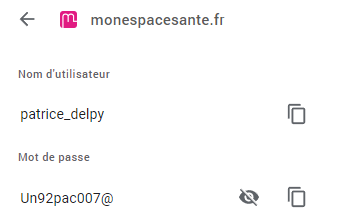 monespacesante.fr
Nom d'utilisateur
patrice_delpy
Mot de passe
Un92pac007@